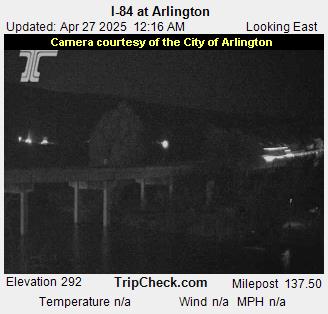 I-84 at Arlington
Updated: Apr 27 2025 12:16 AM Looking East
Camera courtesy of the City of Arlington
Elevation 292 TripCheck.com Milepost 137.50
Temperature n/a Wind n/a MPH n/a